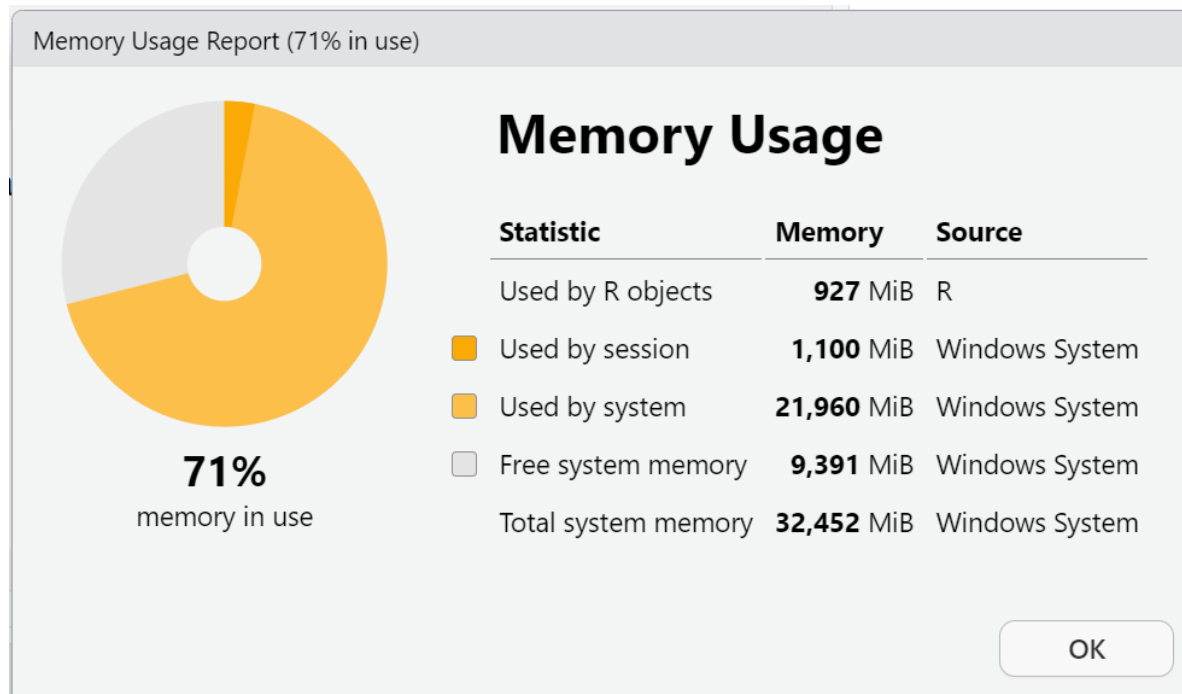 Memory Usage Report (71% in use)
Memory Usage
Statistic Memory Source
Used by R objects 927 MiB R
Used by session 1,100 MiB Windows System
Used by system 21,960 MiB Windows System
Free system memory 9,391 MiB Windows System
Total system memory 32,452 MiB Windows System
71%
memory in use
OK